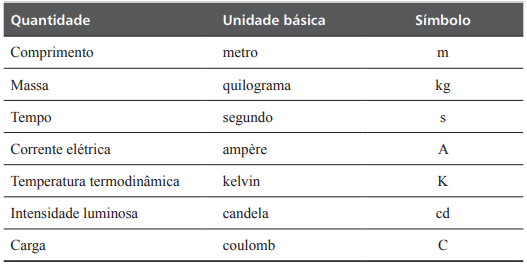 Quantidade Unidade básica Símbolo
Comprimento metro m
Massa quilograma kg
Tempo segundo s
Corrente elétrica ampère A
Temperatura termodinâmica kelvin K
Intensidade luminosa candela cd
Carga coulomb C